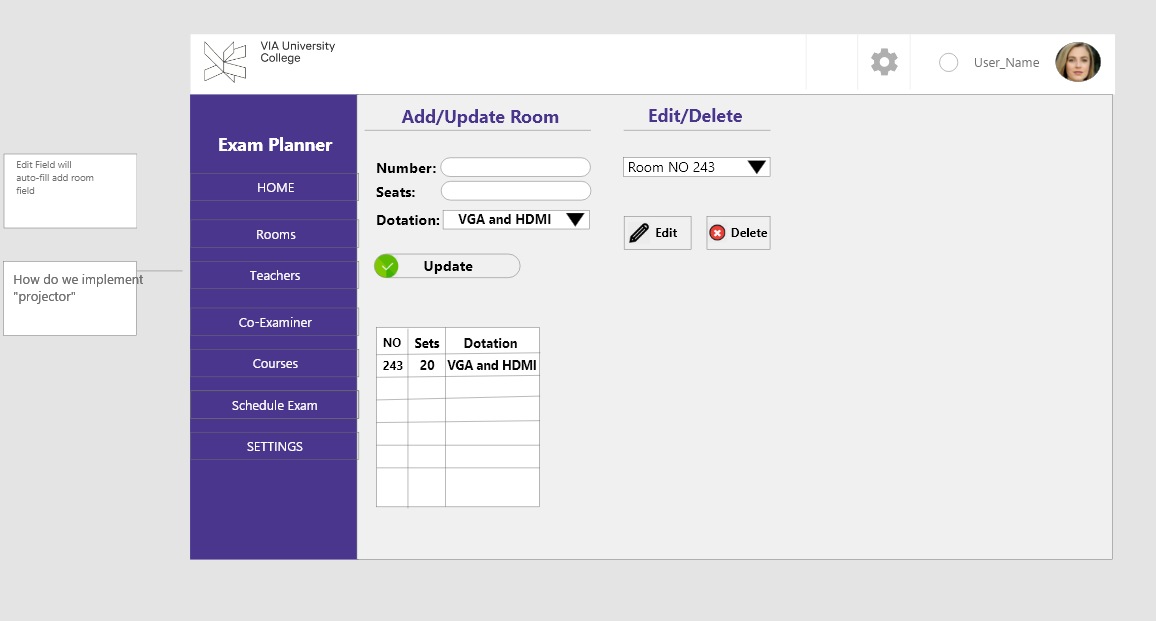 VIA University
College
User_Name
Exam Planner
HOME
Rooms
Teachers
Co-Examiner
Courses
Schedule Exam
SETTINGS
Edit Field will
auto-fill add room
field
How do we implement
"projector"
Add/Update Room
Number:
Seats:
Dotation: VGA and HDMI
Update
NO Sets Dotation
243 20 VGA and HDMI
Edit/Delete
Room NO 243
Edit Delete